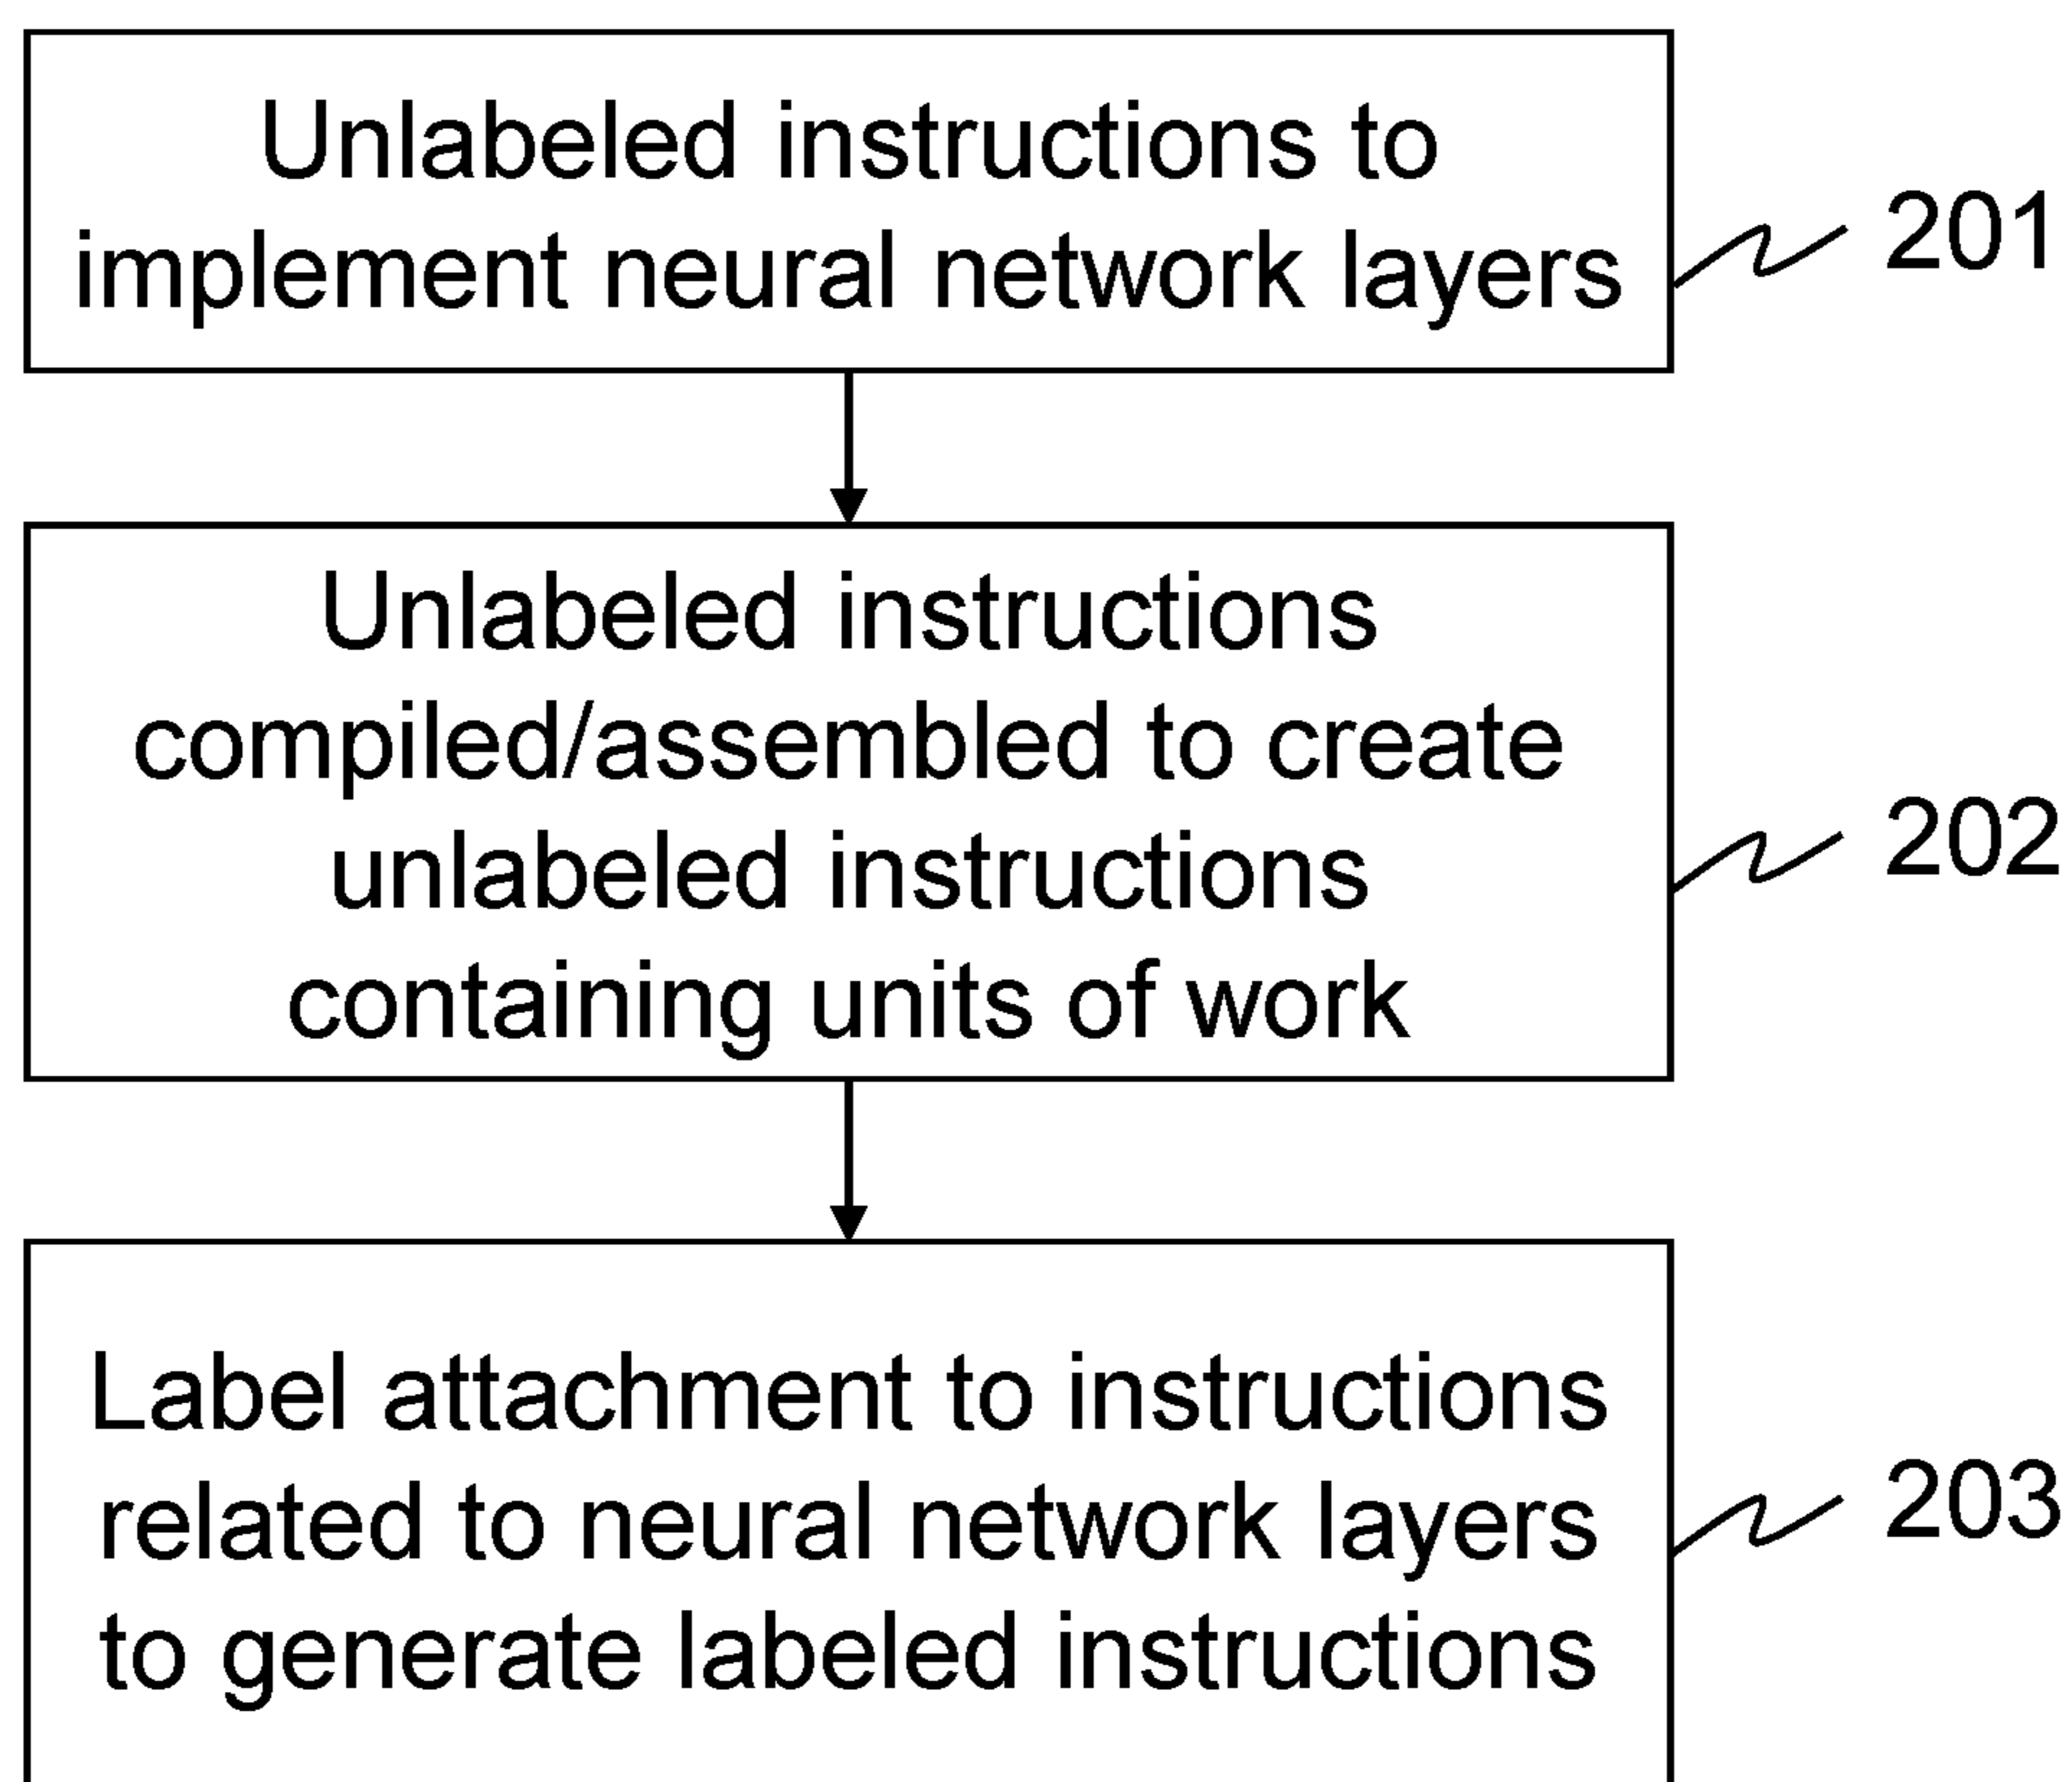 Unlabeled instructions to
implement neural network layers
201
Unlabeled instructions
compiled/assembled to create
unlabeled instructions
containing units of work
202
Label attachment to instructions
related to neural network layers
to generate labeled instructions
203